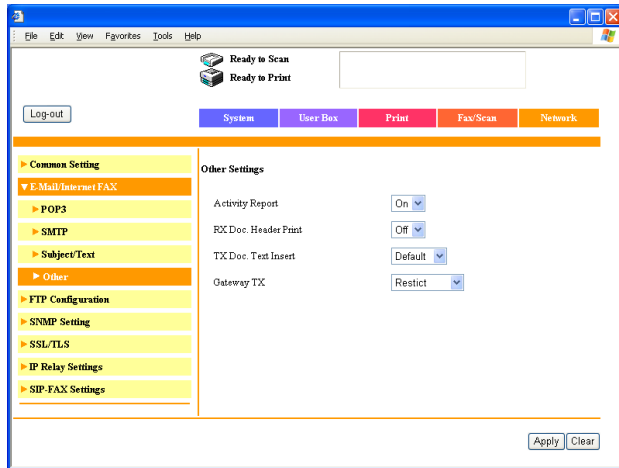 File Edit View Favorites Tools Help
Ready to Scan
Ready to Print
Log-out
System User Box Print Fax/Scan Network
Common Setting
E-Mail/Internet FAX
POP3
SMTP
Subject/Text
Other
FTP Configuration
SNMP Setting
SSL/TLS
IP Relay Settings
SIP-FAX Settings
Other Settings
Activity Report On
RX Doc. Header Print Off
TX Doc. Text Insert Default
Gateway TX Restict
Apply Clear